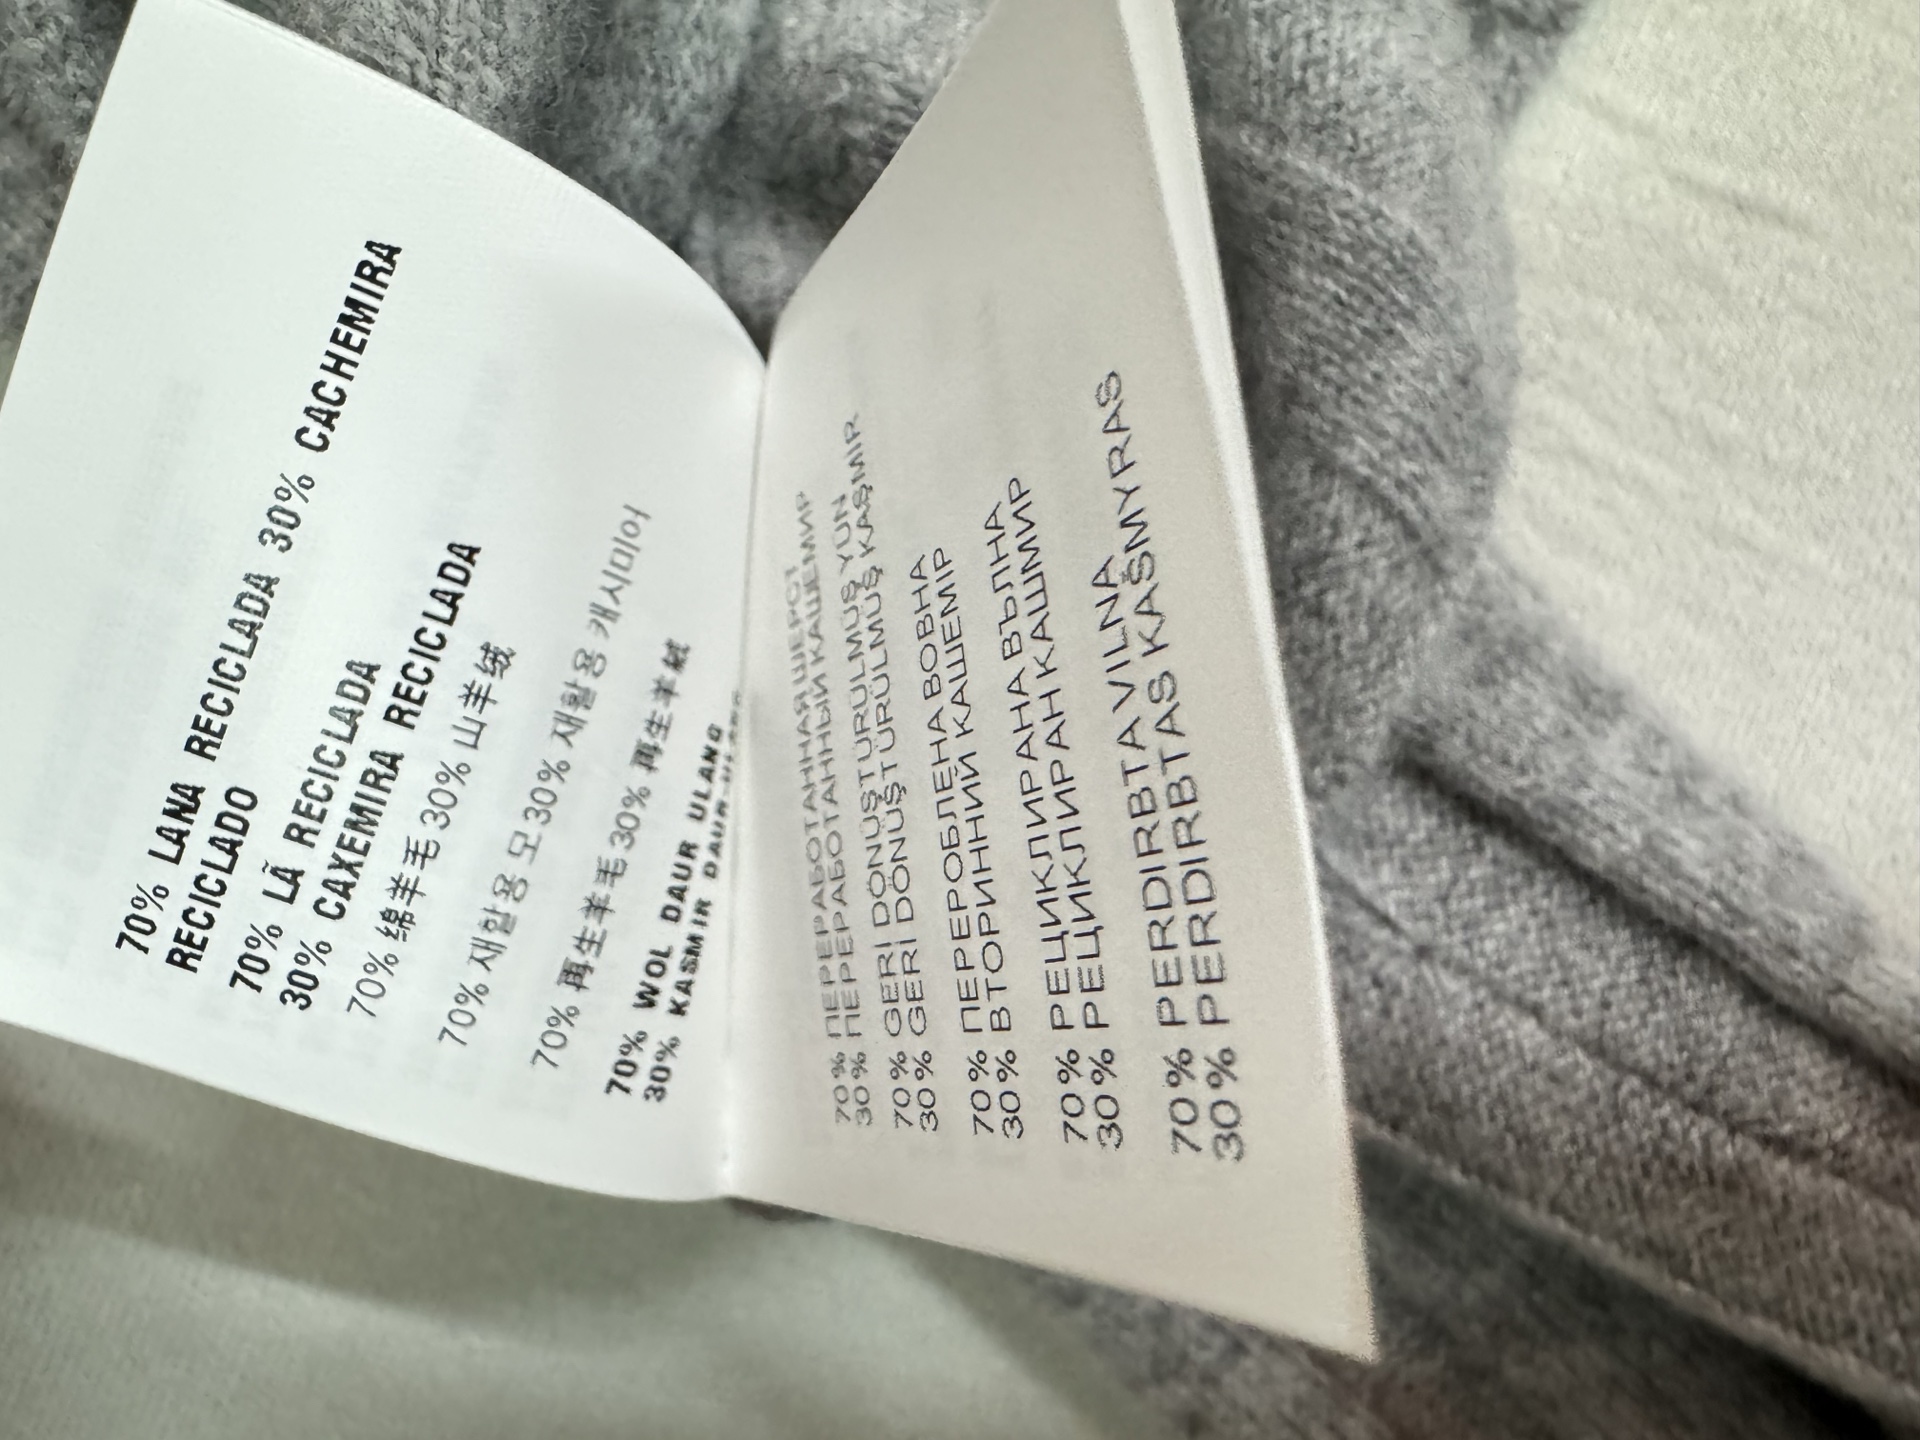 70% LANA RECICLADA 30% CACHEMIRA
RECICLADO
70% LÃ RECICLADA
30% CAXEMIRA RECICLADA
70% 绵羊毛 30% 山羊绒
70% 재활용 모 30% 재활용 캐시미어
70% 再生羊毛 30% 再生羊絨
70% WOL DAUR ULANG
30% KASMIR DAUR
70% ПЕРЕРАБОТАННАЯ ШЕРСТ
30% ПЕРЕРАБОТАННЫЙ КАШЕМИР
70% GERİ DÖNÜŞTÜRÜLMÜŞ YÜN
30% GERİ DÖNÜŞTÜRÜLMÜŞ KAŞMİR
70% ПЕРЕРОБЛЕНА ВОВНА
30% ВТОРИННИЙ КАШЕМІР
70% РЕЦИКЛИРАНА ВЪЛНА
30% РЕЦИКЛИРАН КАШМИР
70% PERDIRBTA VILNA
30% PERDIRBTAS KAŠMYRAS